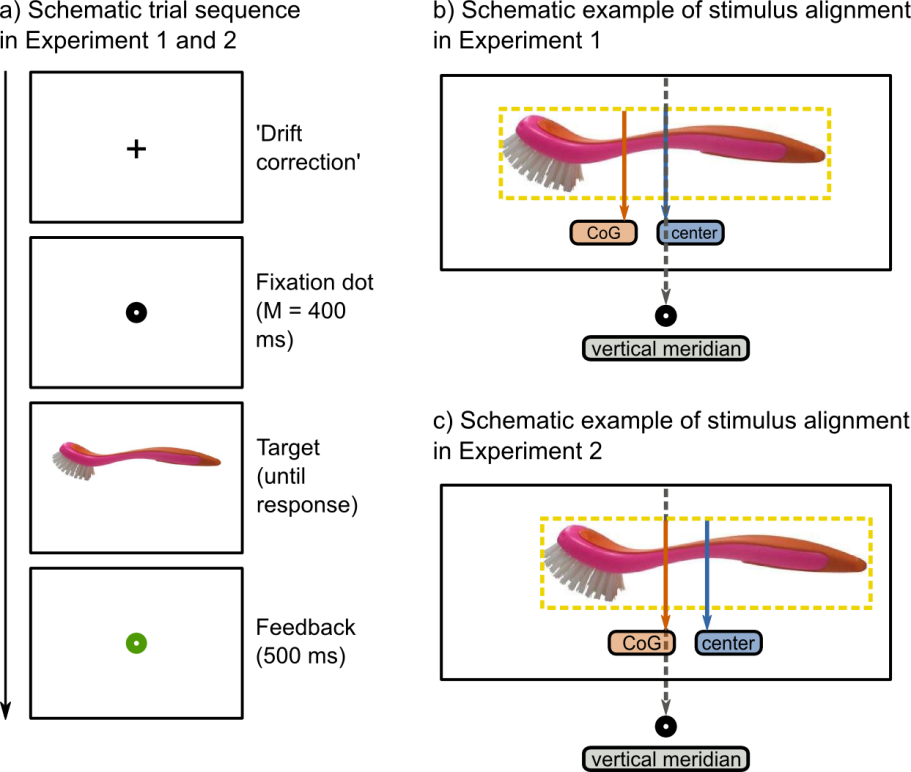 a) Schematic trial sequence
in Experiment 1 and 2
'Drift
correction'
Fixation dot
(M = 400
ms)
Target
(until
response)
Feedback
(500 ms)
b) Schematic example of stimulus alignment
in Experiment 1
CoG
center
vertical meridian
c) Schematic example of stimulus alignment
in Experiment 2
CoG
center
vertical meridian